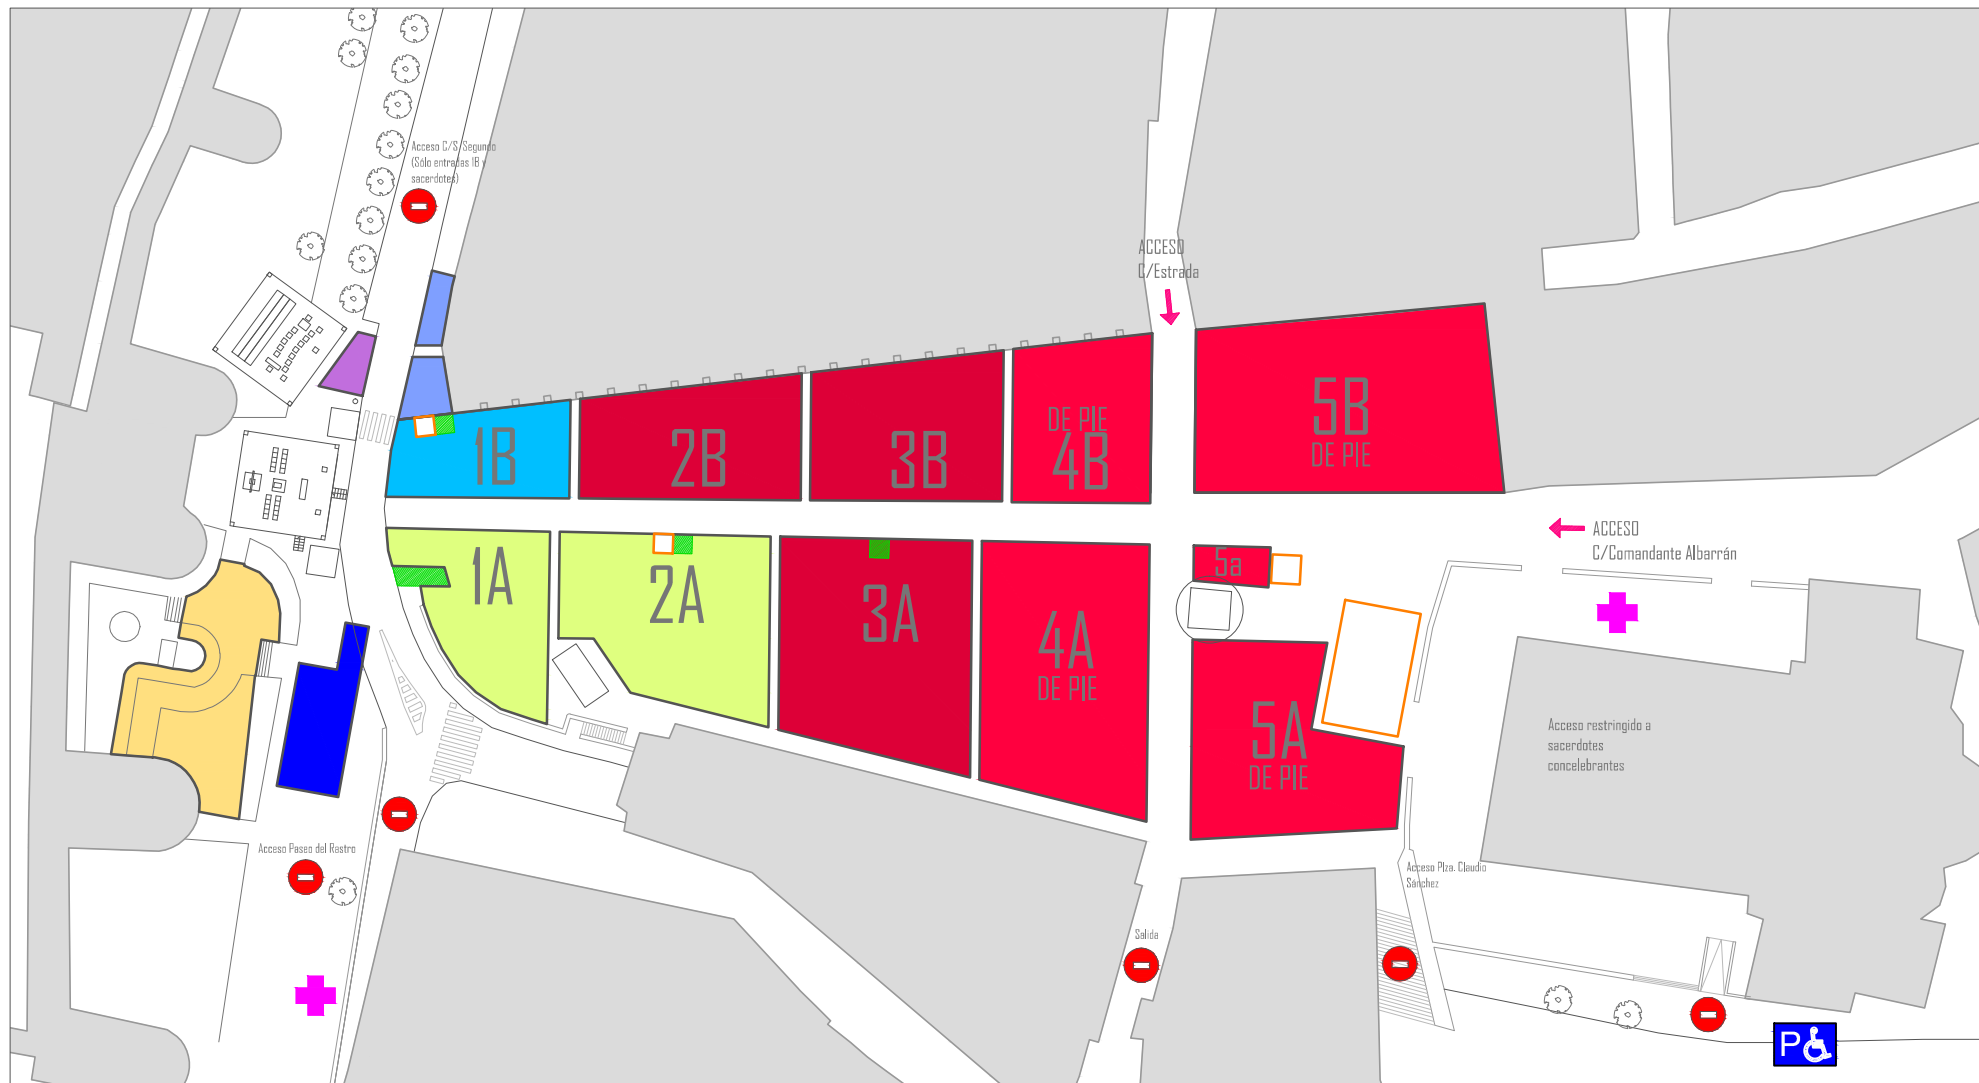 Acceso C/S. Segundo
(Sólo entradas 1B y
sacerdotes)
ACCESO
C/Estrada
5B
DE PIE
DE PIE
4B
3B
2B
1B
ACCESO
C/Comandante Albarrán
1A
2A
3A
4A
DE PIE
5a
5A
DE PIE
Acceso restringido a
sacerdotes
concelebrantes
Acceso Paseo del Rastro
Acceso Plza. Claudio
Sánchez
Salida
P